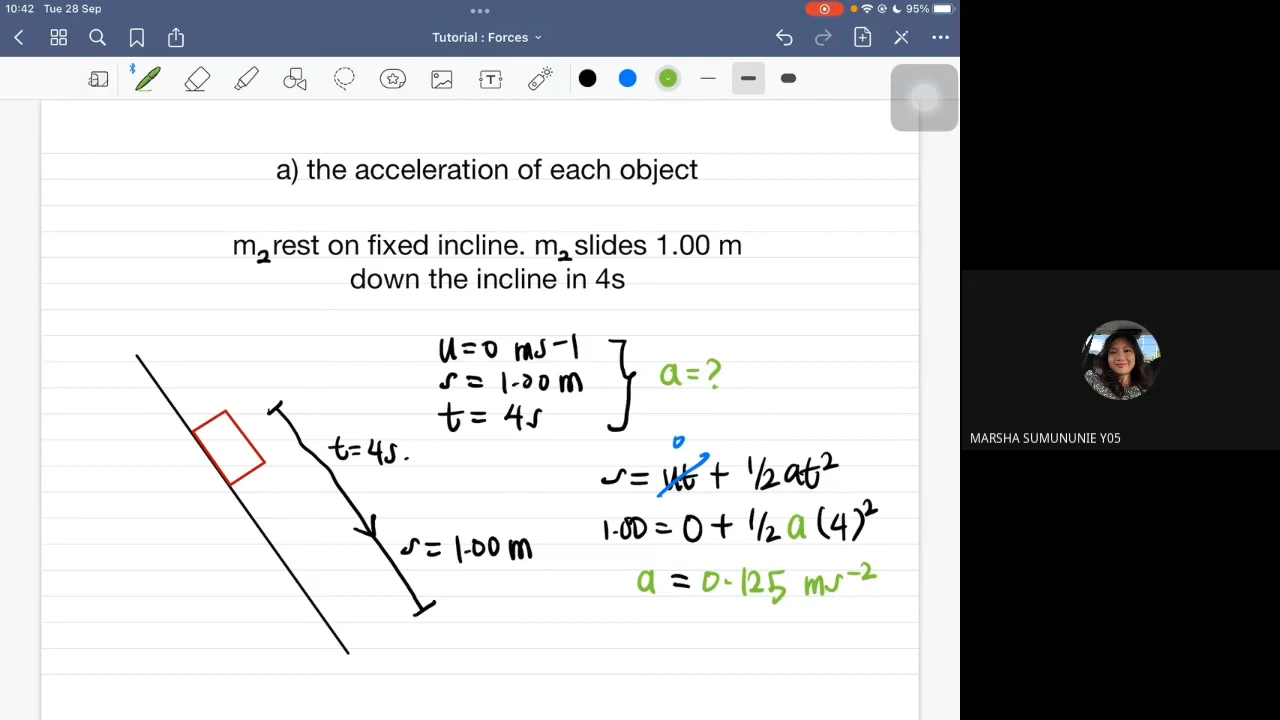 10:42 Tue 28 Sep
95%
Tutorial : Forces
T
a) the acceleration of each object
m2 rest on fixed incline. m2 slides 1.00 m
down the incline in 4s
u = 0 ms-1
s = 1.00 m
t = 4s
a = ?
t = 4s.
s = 1.00 m
0
s = ut + 1/2 at²
1.00 = 0 + 1/2 a (4)²
a = 0.125 ms⁻²
MARSHA SUMUNUNIE Y05